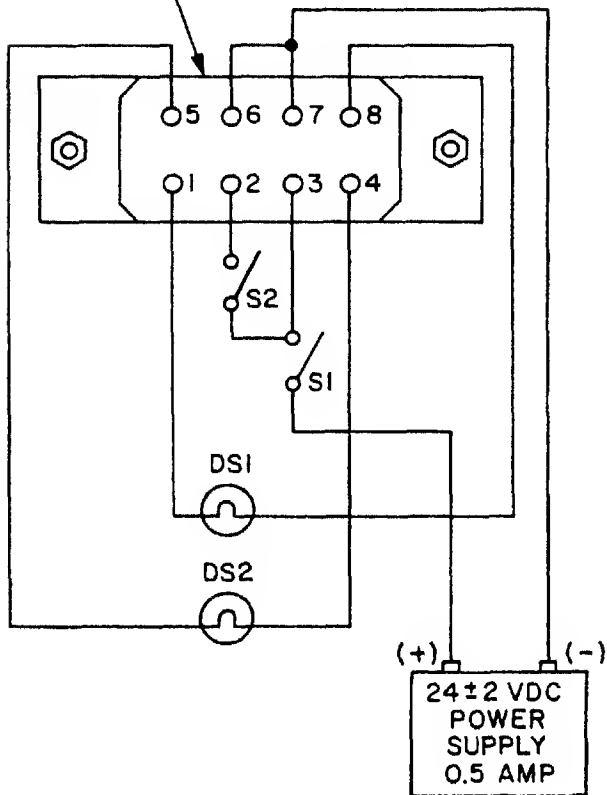 5 6 7 8
1 2 3 4
S2
S1
DS1
DS2
(+) (-)
24±2 VDC
POWER
SUPPLY
0.5 AMP